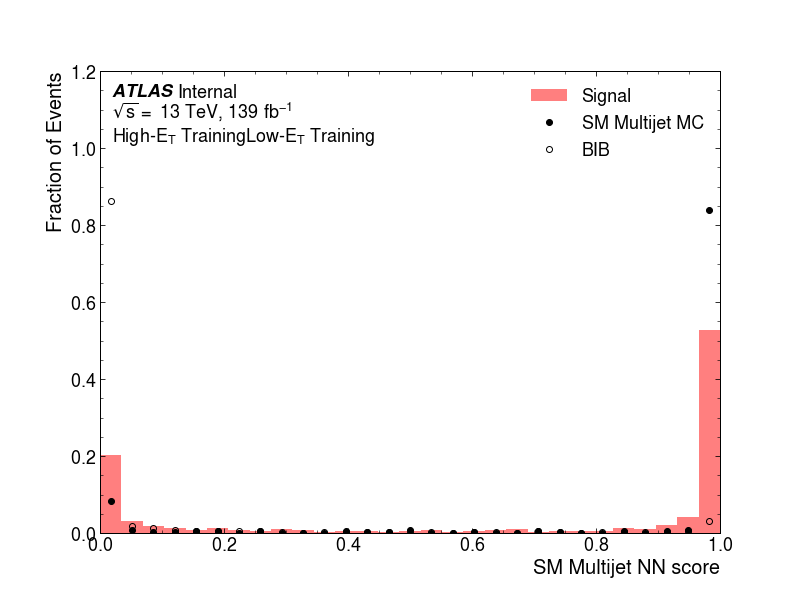 ATLAS Internal
√s = 13 TeV, 139 fb⁻¹
High-E_T TrainingLow-E_T Training
Signal
SM Multijet MC
BIB
Fraction of Events
1.2
1.0
0.8
0.6
0.4
0.2
0.0
0.0 0.2 0.4 0.6 0.8 1.0
SM Multijet NN score